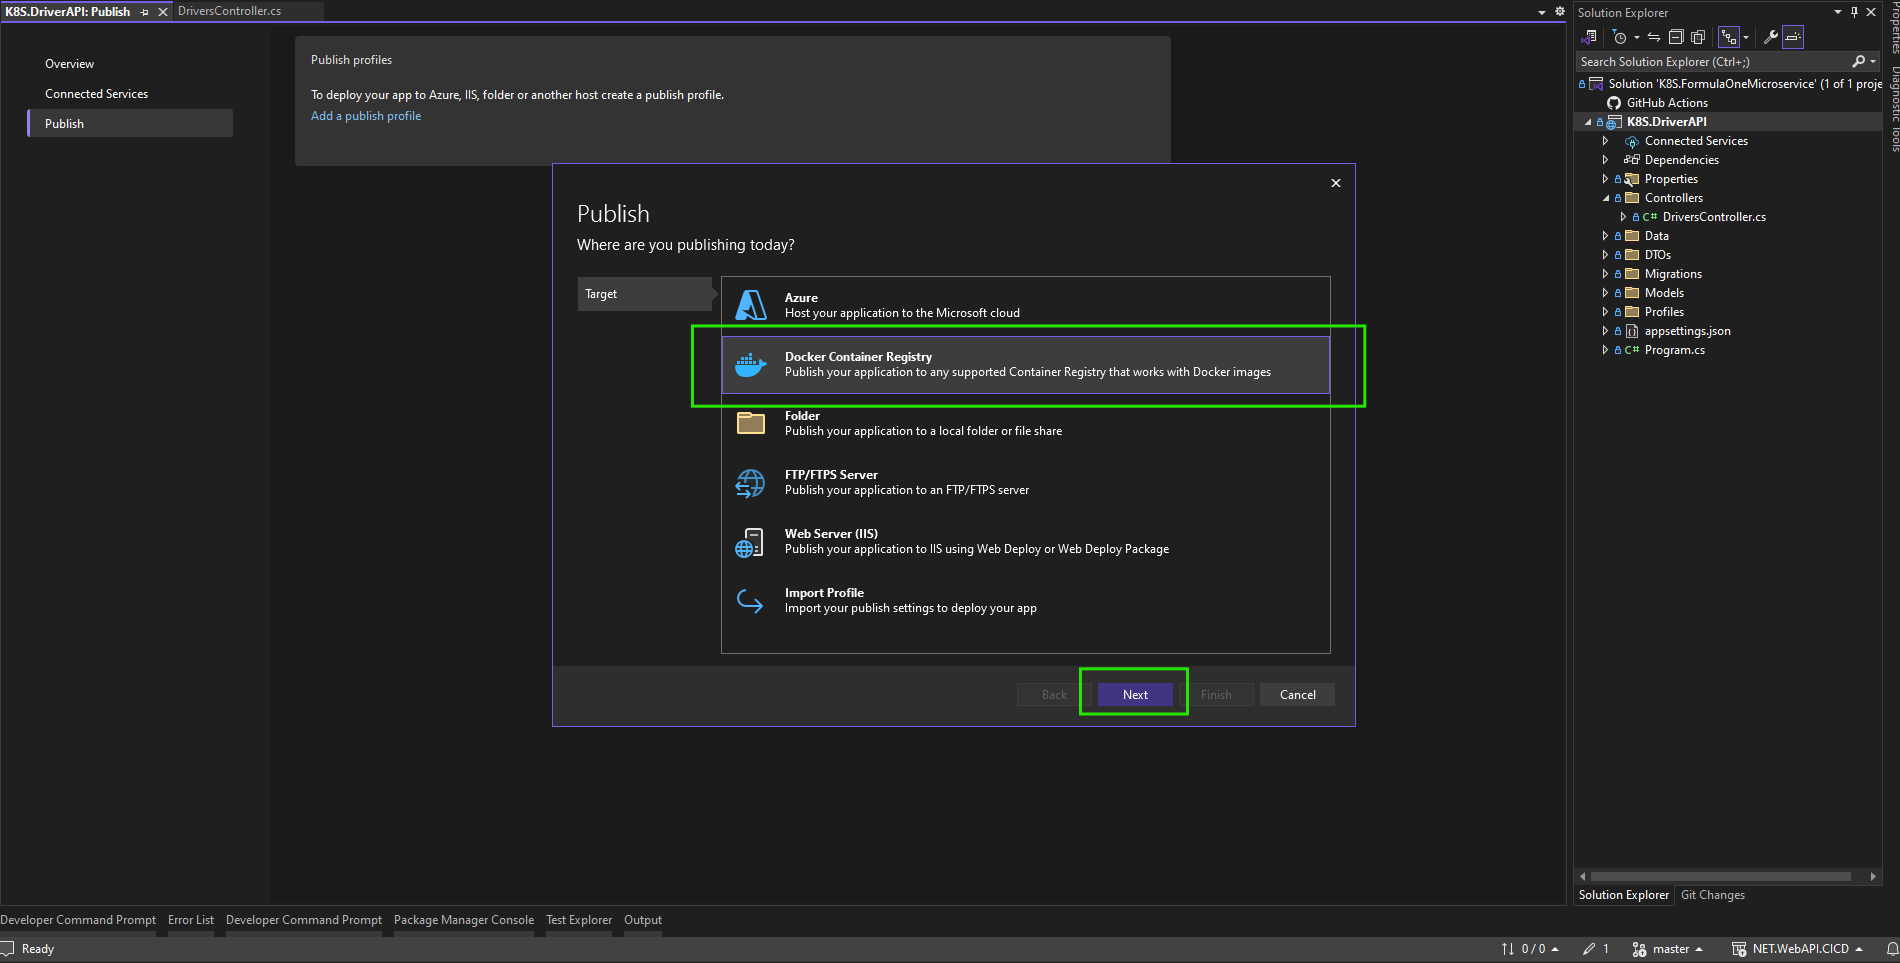 K8S.DriverAPI: Publish
DriversController.cs
Overview
Connected Services
Publish
Publish profiles
To deploy your app to Azure, IIS, folder or another host create a publish profile.
Add a publish profile
Publish
Where are you publishing today?
Target
Azure
Host your application to the Microsoft cloud
Docker Container Registry
Publish your application to any supported Container Registry that works with Docker images
Folder
Publish your application to a local folder or file share
FTP/FTPS Server
Publish your application to an FTP/FTPS server
Web Server (IIS)
Publish your application to IIS using Web Deploy or Web Deploy Package
Import Profile
Import your publish settings to deploy your app
Back
Next
Finish
Cancel
Solution Explorer
Search Solution Explorer (Ctrl+;)
Solution 'K8S.FormulaOneMicroservice' (1 of 1 proje
GitHub Actions
K8S.DriverAPI
Connected Services
Dependencies
Properties
Controllers
C# DriversController.cs
Data
DTOs
Migrations
Models
Profiles
appsettings.json
C# Program.cs
Solution Explorer
Git Changes
Properties
Diagnostic Tools
Developer Command Prompt
Error List
Developer Command Prompt
Package Manager Console
Test Explorer
Output
Ready
0 / 0
1
master
NET.WebAPI.CICD